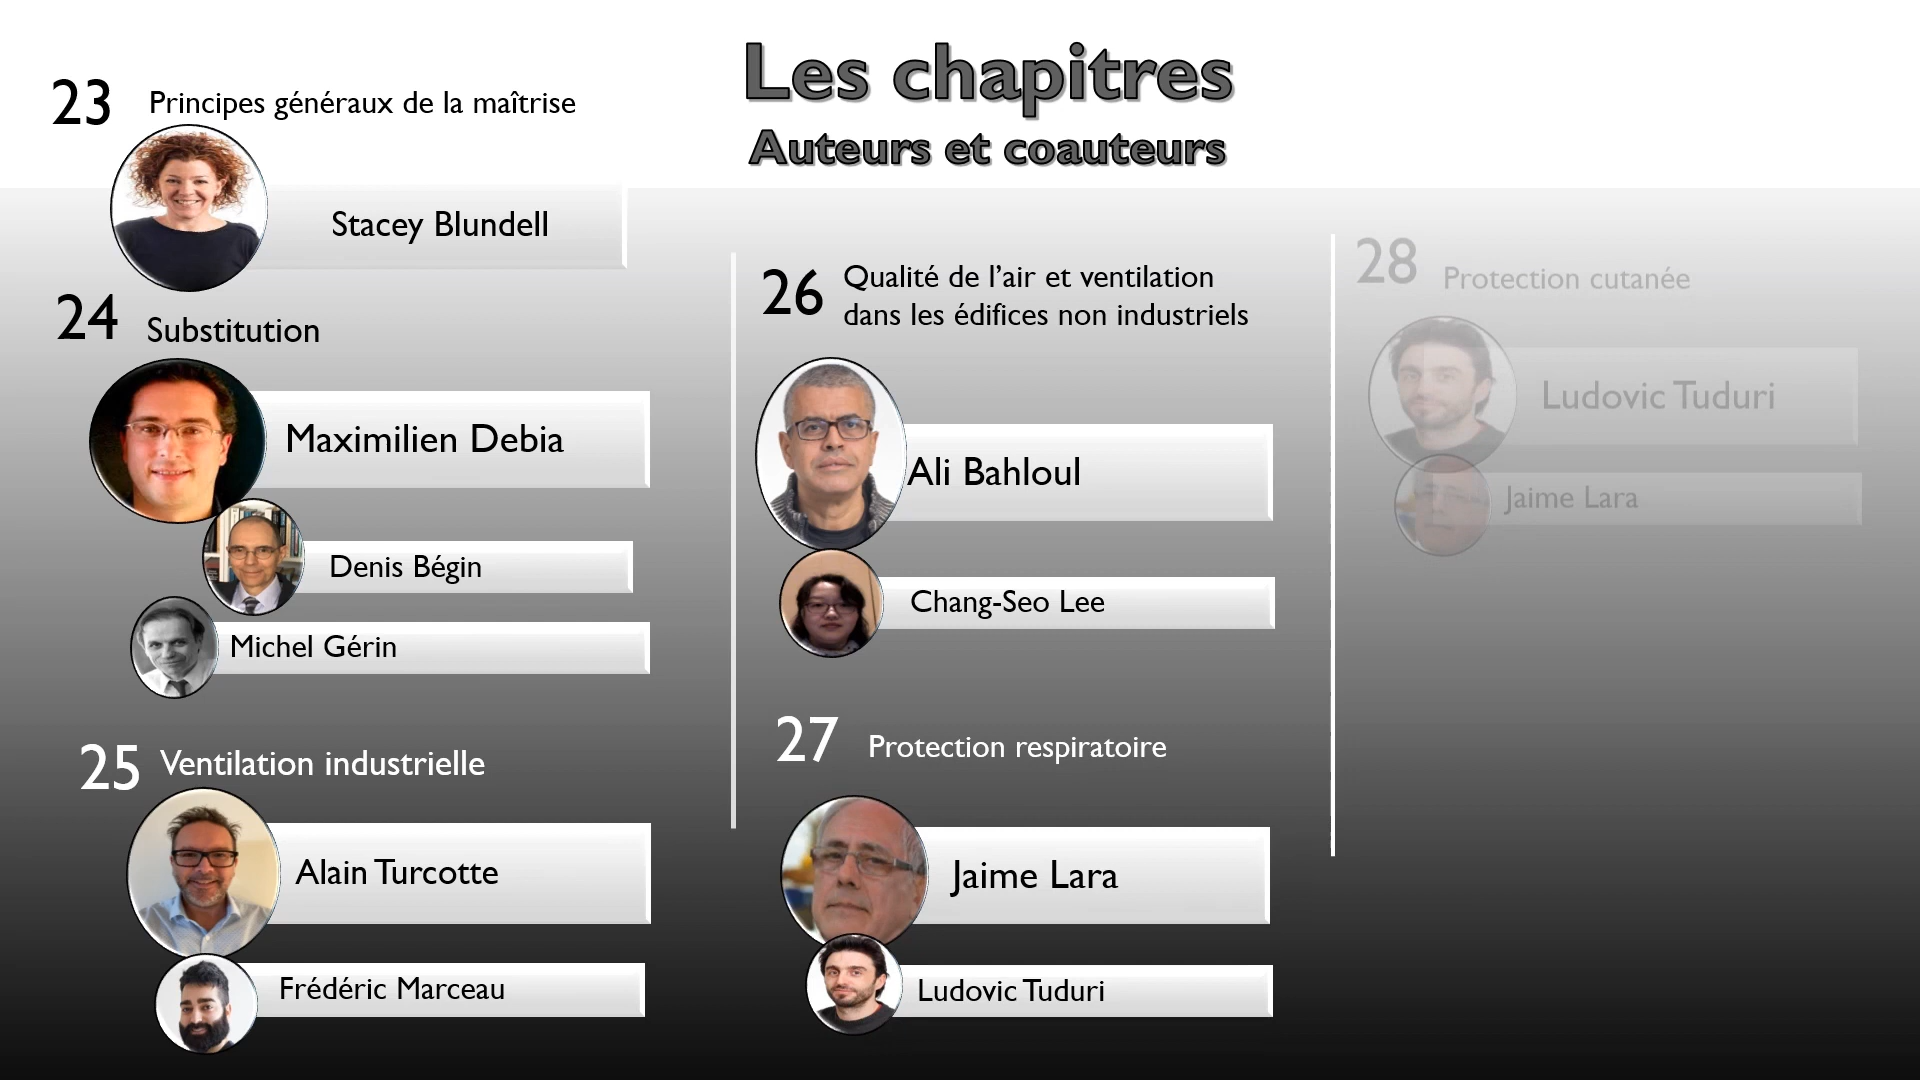 Les chapitres
Auteurs et coauteurs
23 Principes généraux de la maîtrise
Stacey Blundell
24 Substitution
Maximilien Debia
Denis Bégin
Michel Gérin
25 Ventilation industrielle
Alain Turcotte
Frédéric Marceau
26 Qualité de l’air et ventilation
dans les édifices non industriels
Ali Bahloul
Chang-Seo Lee
27 Protection respiratoire
Jaime Lara
Ludovic Tuduri
28 Protection cutanée
Ludovic Tuduri
Jaime Lara